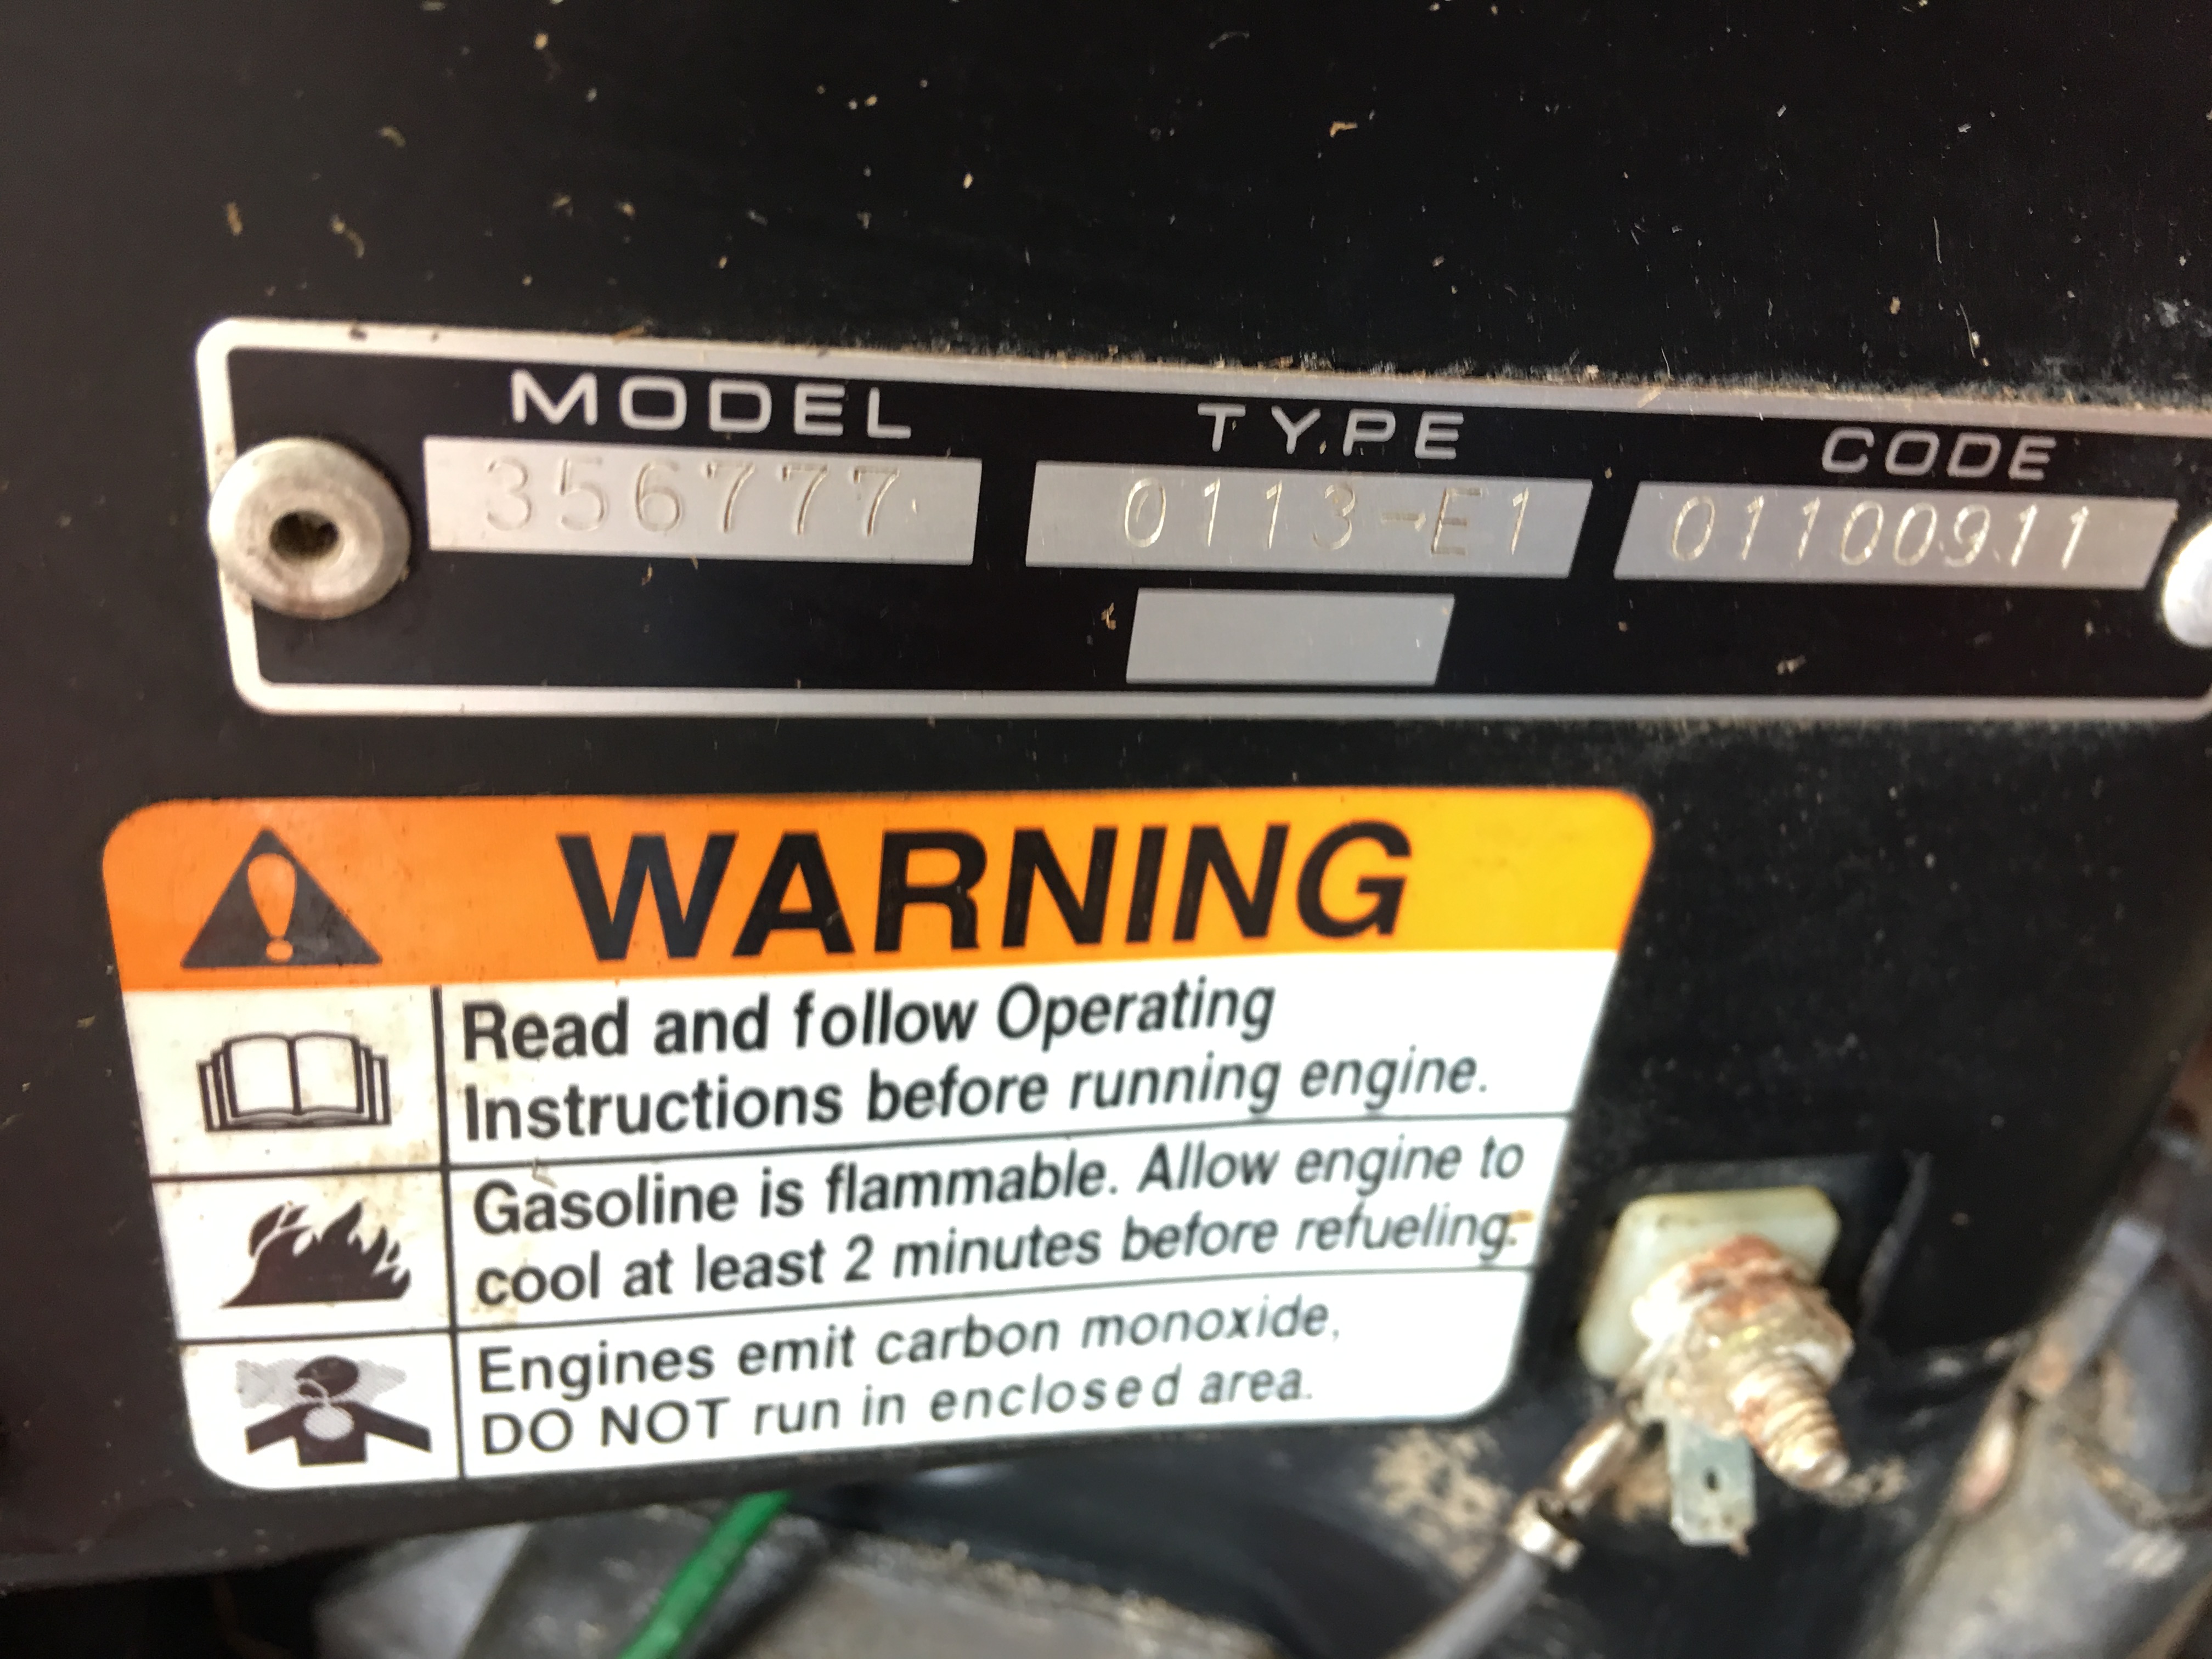 MODEL TYPE CODE
356777 0113-E1 01100911
WARNING
Read and follow Operating
Instructions before running engine.
Gasoline is flammable. Allow engine to
cool at least 2 minutes before refueling.
Engines emit carbon monoxide,
DO NOT run in enclosed area.